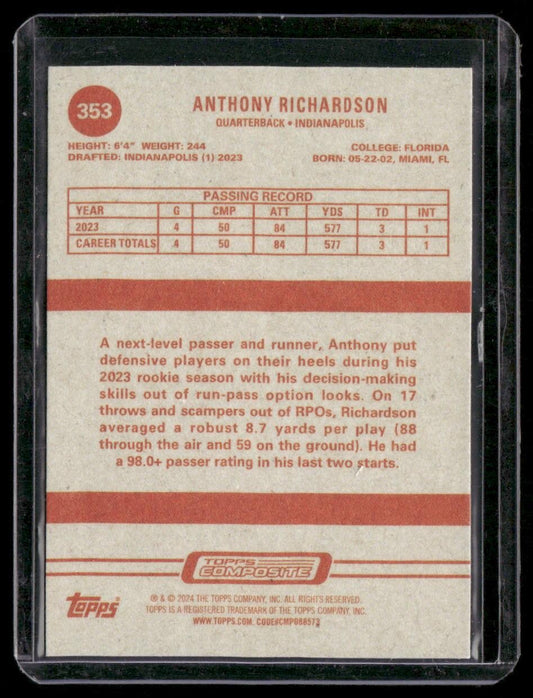 353
ANTHONY RICHARDSON
QUARTERBACK • INDIANAPOLIS
HEIGHT: 6'4" WEIGHT: 244 COLLEGE: FLORIDA
DRAFTED: INDIANAPOLIS (1) 2023 BORN: 05-22-02, MIAMI, FL
PASSING RECORD
YEAR G CMP ATT YDS TD INT
2023 4 50 84 577 3 1
CAREER TOTALS 4 50 84 577 3 1
A next-level passer and runner, Anthony put
defensive players on their heels during his
2023 rookie season with his decision-making
skills out of run-pass option looks. On 17
throws and scampers out of RPOs, Richardson
averaged a robust 8.7 yards per play (88
through the air and 59 on the ground). He had
a 98.0+ passer rating in his last two starts.
TOPPS
COMPOSITE
Topps
® & © 2024 THE TOPPS COMPANY, INC. ALL RIGHTS RESERVED.
TOPPS IS A REGISTERED TRADEMARK OF THE TOPPS COMPANY, INC.
WWW.TOPPS.COM. CODE#CMP088573